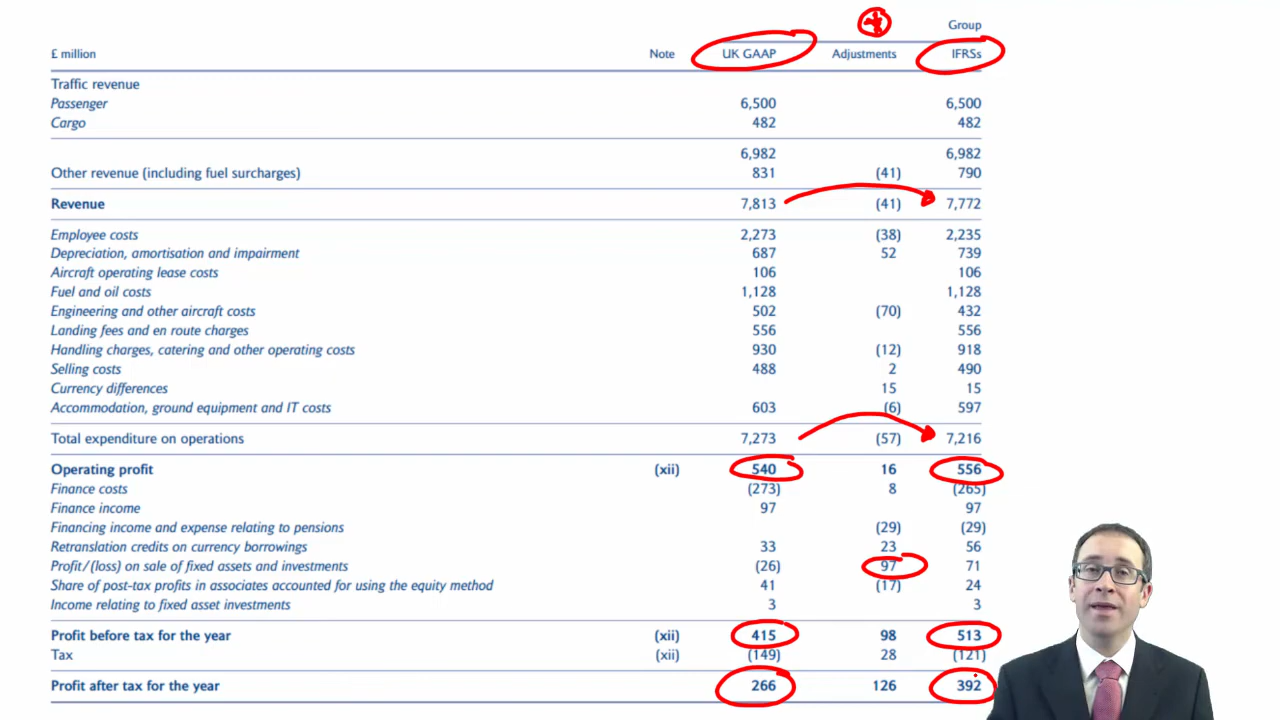 Group
£ million Note UK GAAP Adjustments IFRSs
Traffic revenue
Passenger 6,500 6,500
Cargo 482 482
6,982 6,982
Other revenue (including fuel surcharges) 831 (41) 790
Revenue 7,813 (41) 7,772
Employee costs 2,273 (38) 2,235
Depreciation, amortisation and impairment 687 52 739
Aircraft operating lease costs 106 106
Fuel and oil costs 1,128 1,128
Engineering and other aircraft costs 502 (70) 432
Landing fees and en route charges 556 556
Handling charges, catering and other operating costs 930 (12) 918
Selling costs 488 2 490
Currency differences 15 15
Accommodation, ground equipment and IT costs 603 (6) 597
Total expenditure on operations 7,273 (57) 7,216
Operating profit (xii) 540 16 556
Finance costs (273) 8 (265)
Finance income 97 97
Financing income and expense relating to pensions (29) (29)
Retranslation credits on currency borrowings 33 23 56
Profit/(loss) on sale of fixed assets and investments (26) 97 71
Share of post-tax profits in associates accounted for using the equity method 41 (17) 24
Income relating to fixed asset investments 3 3
Profit before tax for the year (xii) 415 98 513
Tax (xii) (149) 28 (121)
Profit after tax for the year 266 126 392